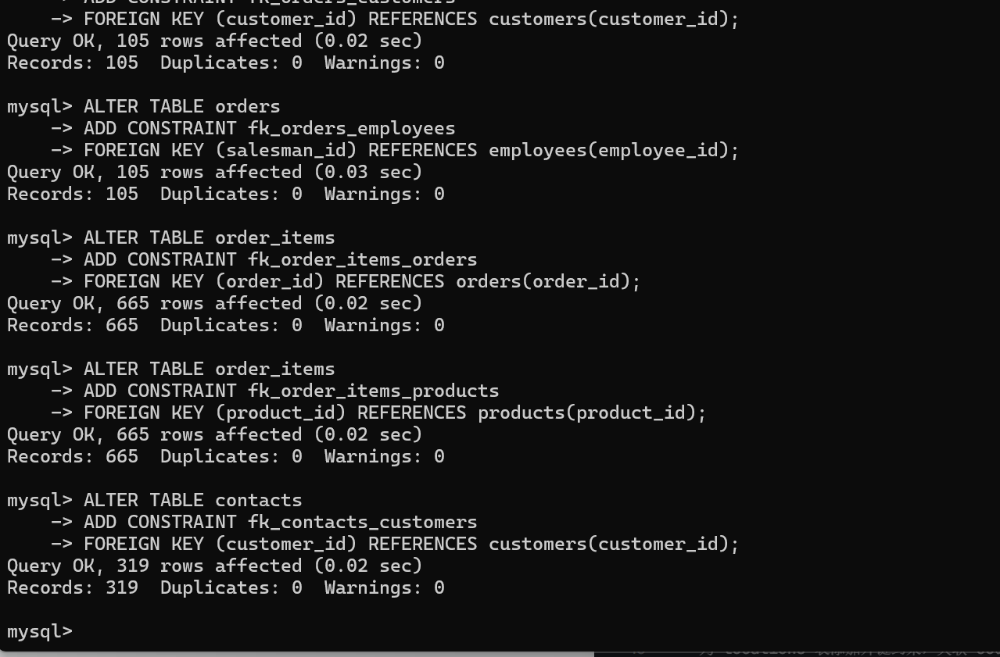 -> ADD CONSTRAINT fk_orders_customers
-> FOREIGN KEY (customer_id) REFERENCES customers(customer_id);
Query OK, 105 rows affected (0.02 sec)
Records: 105  Duplicates: 0  Warnings: 0
mysql> ALTER TABLE orders
-> ADD CONSTRAINT fk_orders_employees
-> FOREIGN KEY (salesman_id) REFERENCES employees(employee_id);
Query OK, 105 rows affected (0.03 sec)
Records: 105  Duplicates: 0  Warnings: 0
mysql> ALTER TABLE order_items
-> ADD CONSTRAINT fk_order_items_orders
-> FOREIGN KEY (order_id) REFERENCES orders(order_id);
Query OK, 665 rows affected (0.02 sec)
Records: 665  Duplicates: 0  Warnings: 0
mysql> ALTER TABLE order_items
-> ADD CONSTRAINT fk_order_items_products
-> FOREIGN KEY (product_id) REFERENCES products(product_id);
Query OK, 665 rows affected (0.02 sec)
Records: 665  Duplicates: 0  Warnings: 0
mysql> ALTER TABLE contacts
-> ADD CONSTRAINT fk_contacts_customers
-> FOREIGN KEY (customer_id) REFERENCES customers(customer_id);
Query OK, 319 rows affected (0.02 sec)
Records: 319  Duplicates: 0  Warnings: 0
mysql>